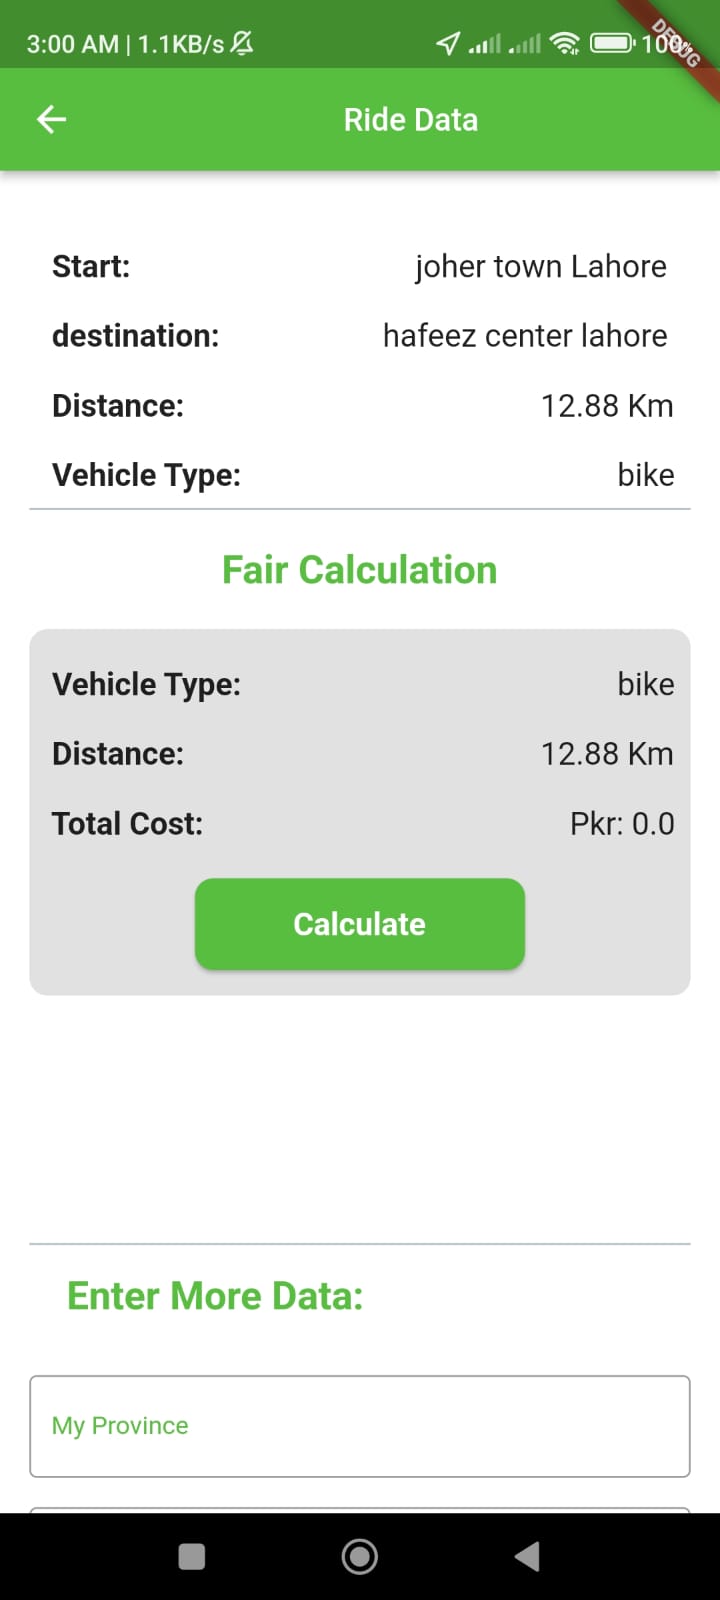 3:00 AM | 1.1KB/s 100%
DEBUG
Ride Data
Start: joher town Lahore
destination: hafeez center lahore
Distance: 12.88 Km
Vehicle Type: bike
Fair Calculation
Vehicle Type: bike
Distance: 12.88 Km
Total Cost: Pkr: 0.0
Calculate
Enter More Data:
My Province